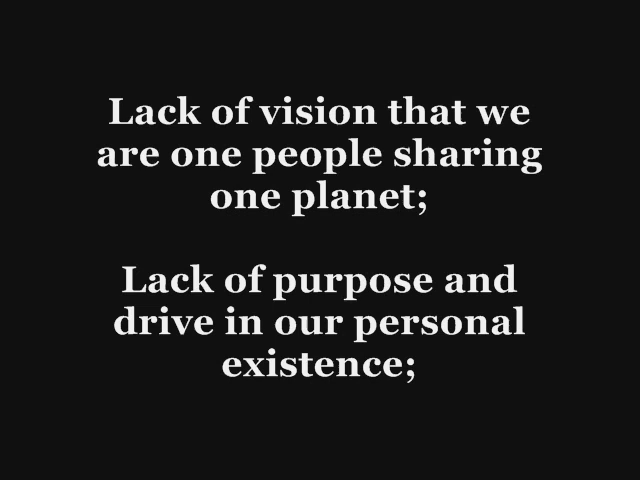 Lack of vision that we
are one people sharing
one planet;
Lack of purpose and
drive in our personal
existence;